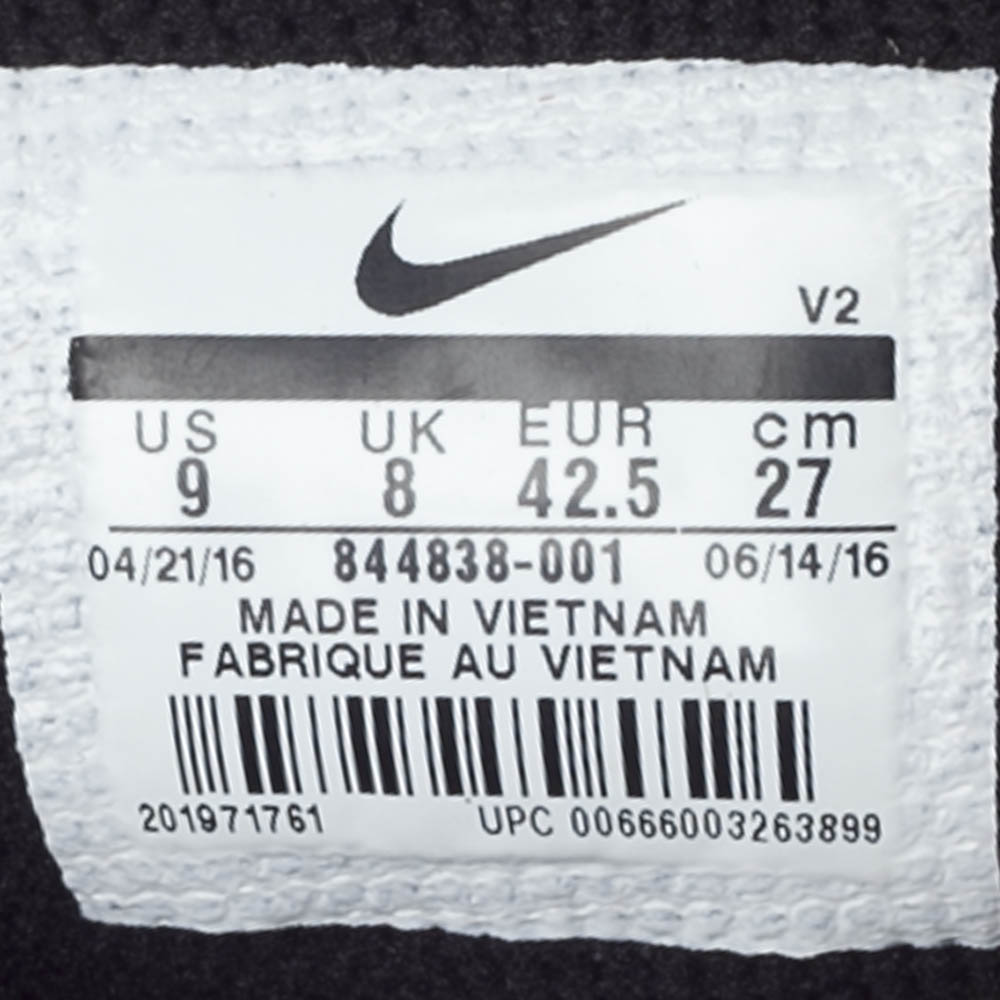 V2
US UK EUR cm
9 8 42.5 27
04/21/16 844838-001 06/14/16
MADE IN VIETNAM
FABRIQUE AU VIETNAM
201971761 UPC 00666003263899